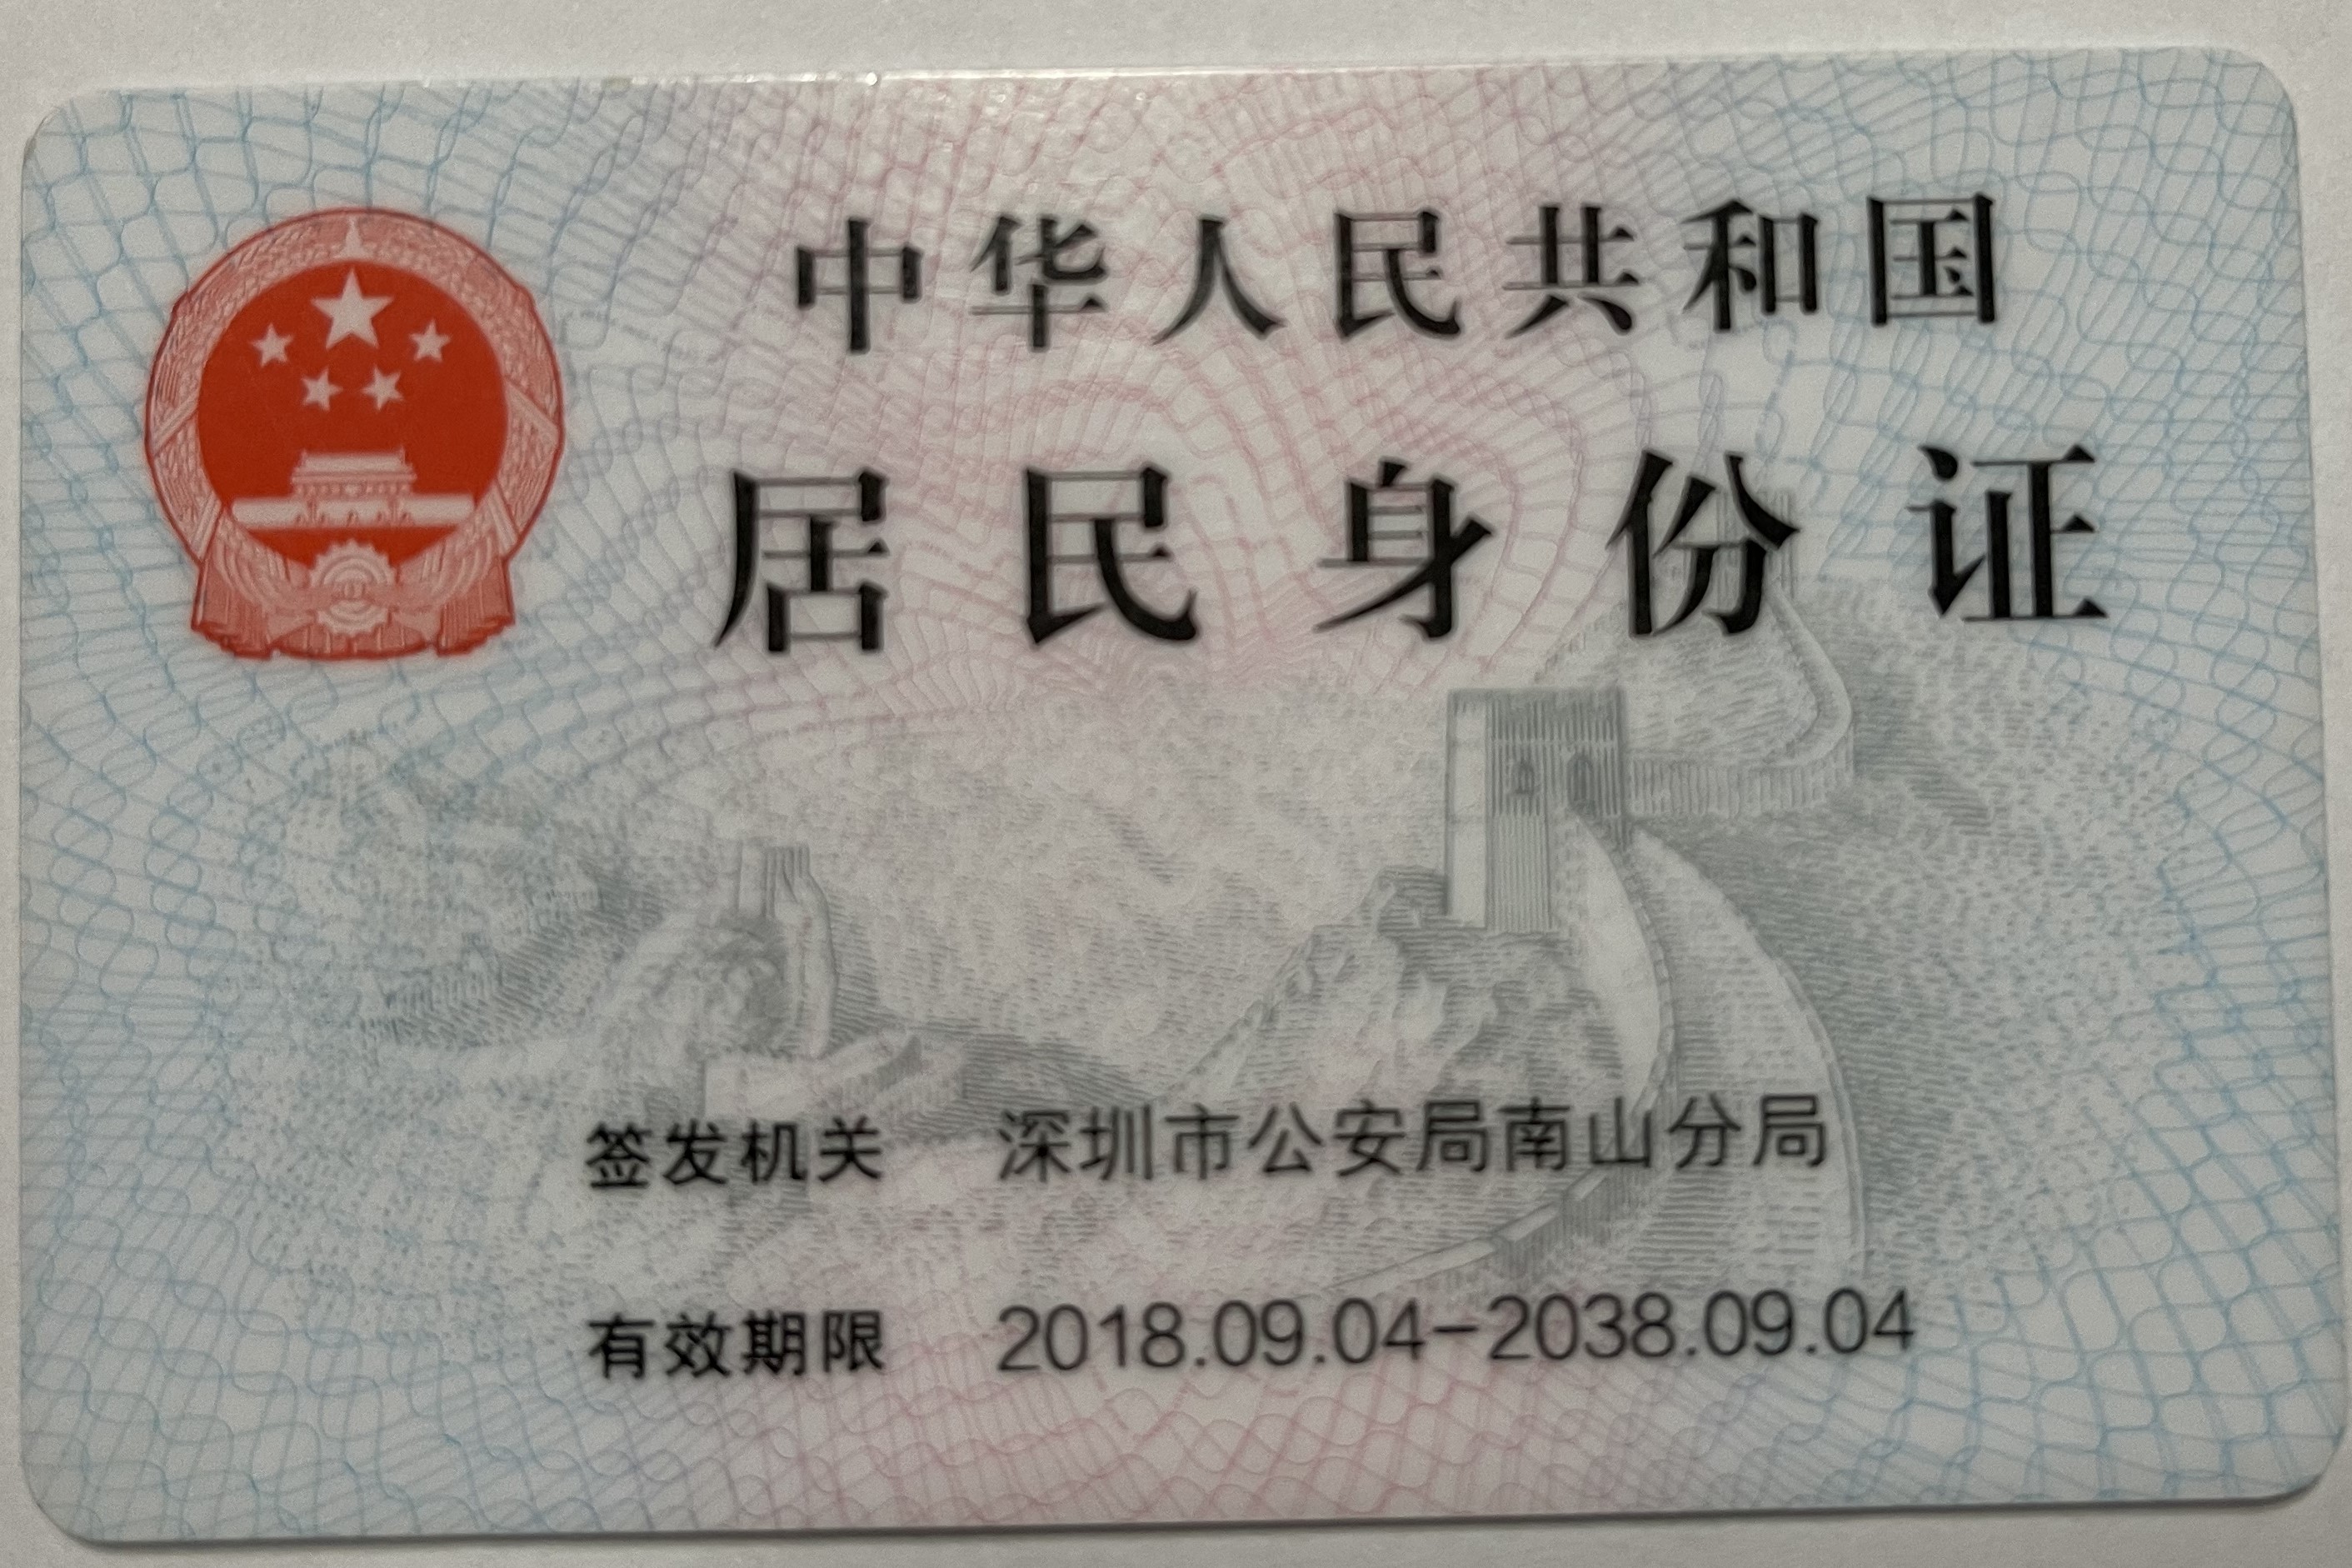 中华人民共和国
居民身份证
签发机关 深圳市公安局南山分局
有效期限 2018.09.04-2038.09.04